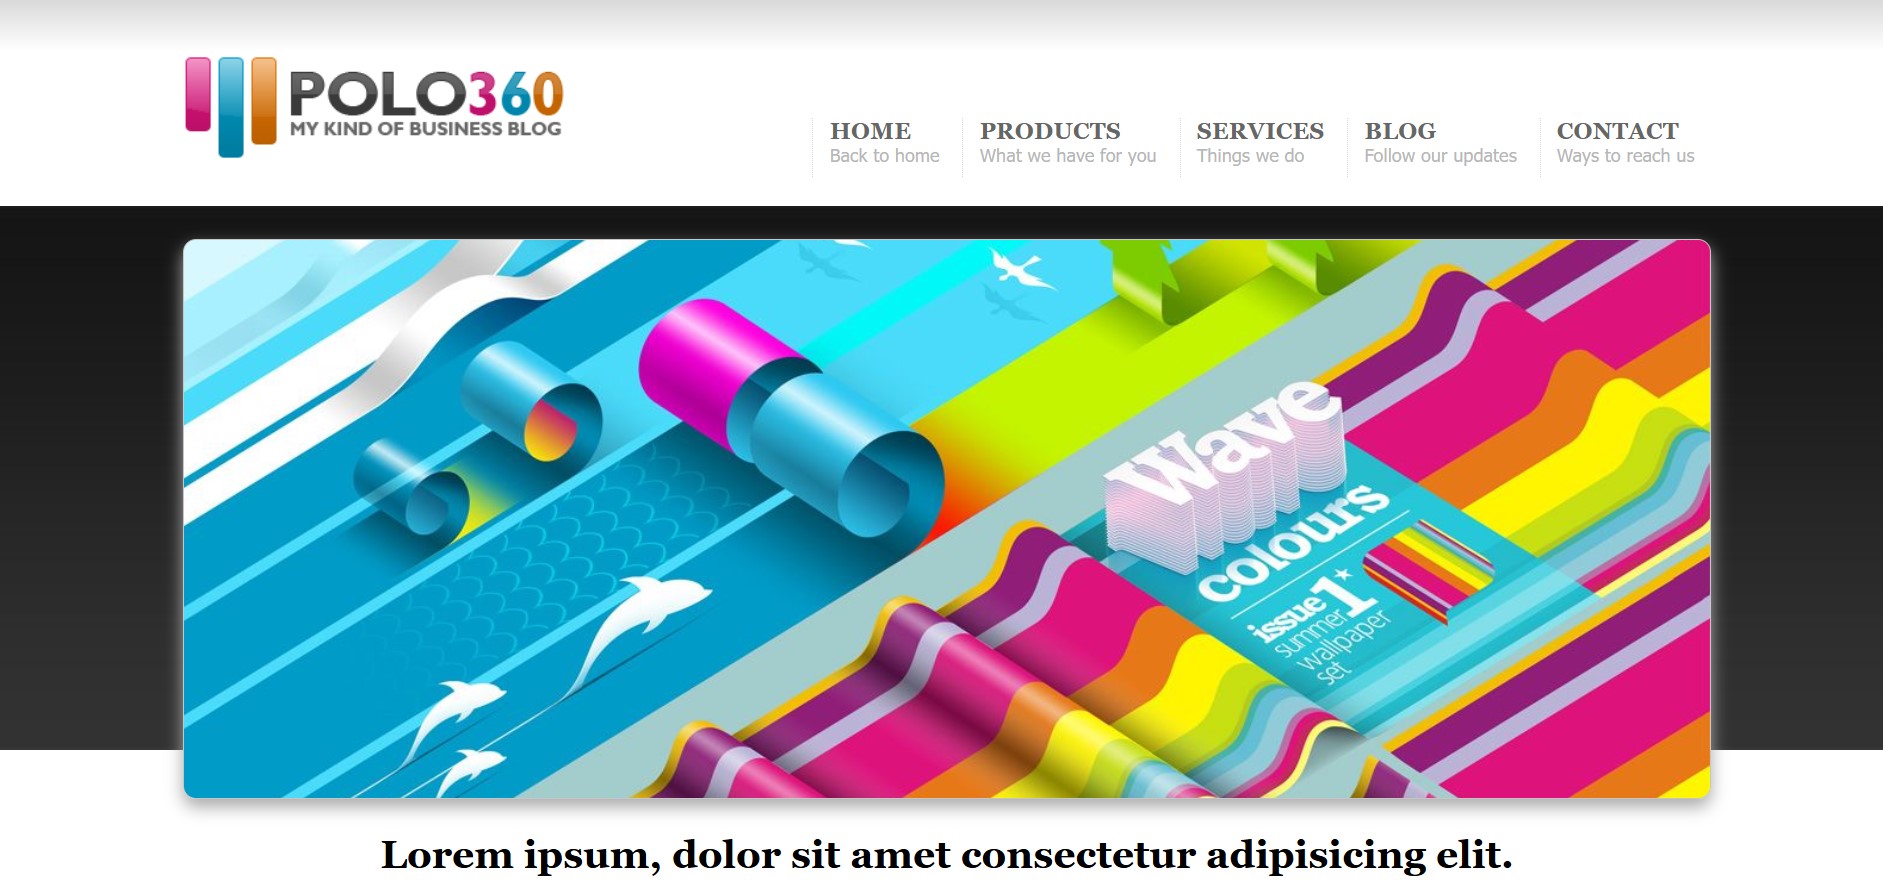 POLO360
MY KIND OF BUSINESS BLOG
HOME
Back to home
PRODUCTS
What we have for you
SERVICES
Things we do
BLOG
Follow our updates
CONTACT
Ways to reach us
Wave
colours
issue 1*
summer
wallpaper
set
Lorem ipsum, dolor sit amet consectetur adipisicing elit.